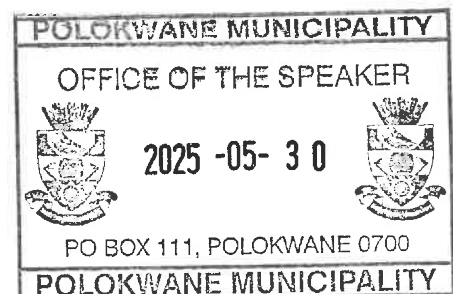 POLOKWANE MUNICIPALITY
OFFICE OF THE SPEAKER
2025 -05- 3 0
PO BOX 111, POLOKWANE 0700
POLOKWANE MUNICIPALITY